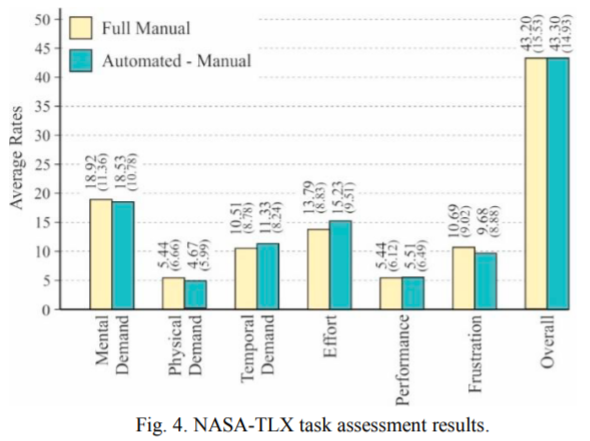 50
45
40
35
30
25
20
15
10
5
0
Average Rates
Full Manual
Automated - Manual
18.92
(11.36)
18.53
(10.78)
5.44
(6.66)
4.67
(5.99)
10.51
(8.78)
11.33
(8.24)
13.79
(8.83)
15.23
(9.51)
5.44
(6.12)
5.51
(6.49)
10.69
(9.02)
9.68
(8.88)
43.20
(15.53)
43.30
(14.93)
Mental
Demand
Physical
Demand
Temporal
Demand
Effort
Performance
Frustration
Overall
Fig. 4. NASA-TLX task assessment results.